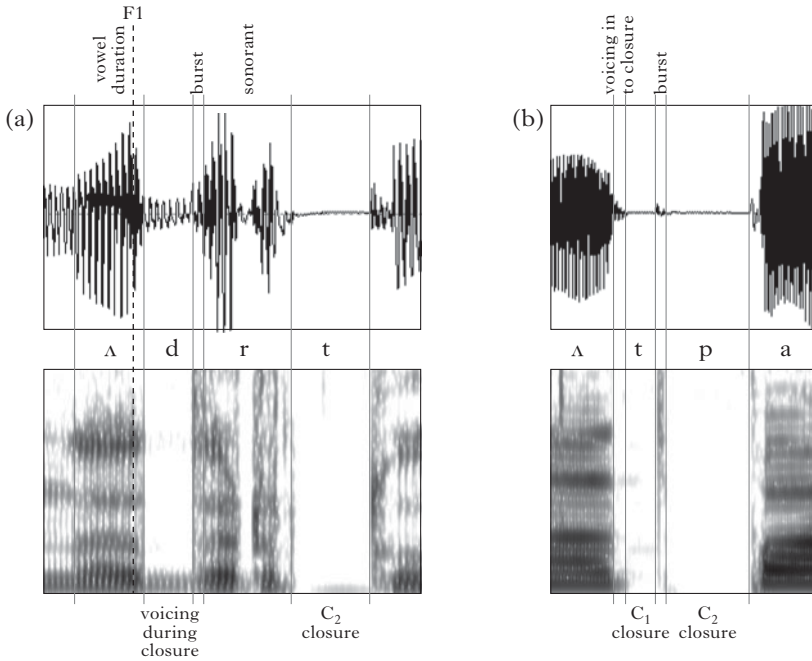 F1
vowel
duration
burst
sonorant
voicing in
to closure
burst
(a)
(b)
ʌ d r t
ʌ t p a
voicing
during
closure
C₂
closure
C₁
closure
C₂
closure